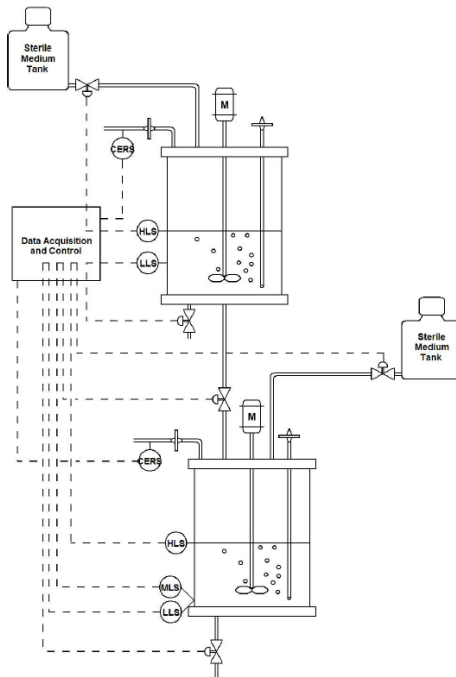 Sterile
Medium
Tank
M
CERS
HLS
Data Acquisition
and Control
LLS
Sterile
Medium
Tank
M
CERS
HLS
MLS
LLS